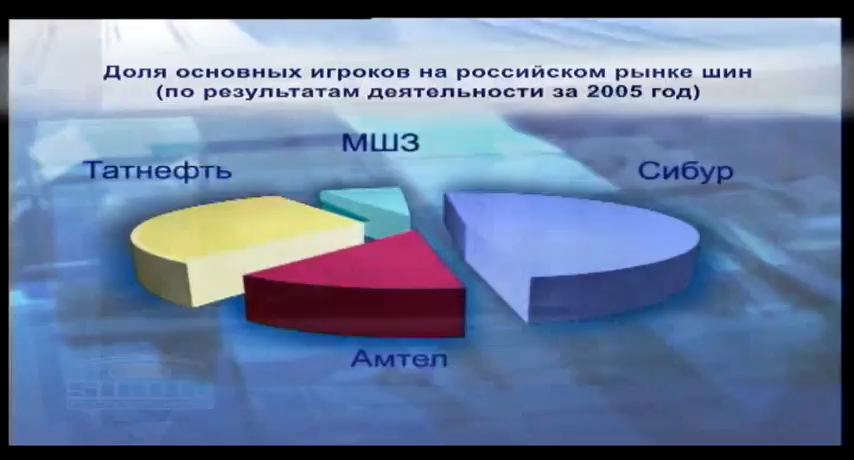 Доля основных игроков на российском рынке шин
(по результатам деятельности за 2005 год)
МШЗ
Татнефть
Сибур
Амтел